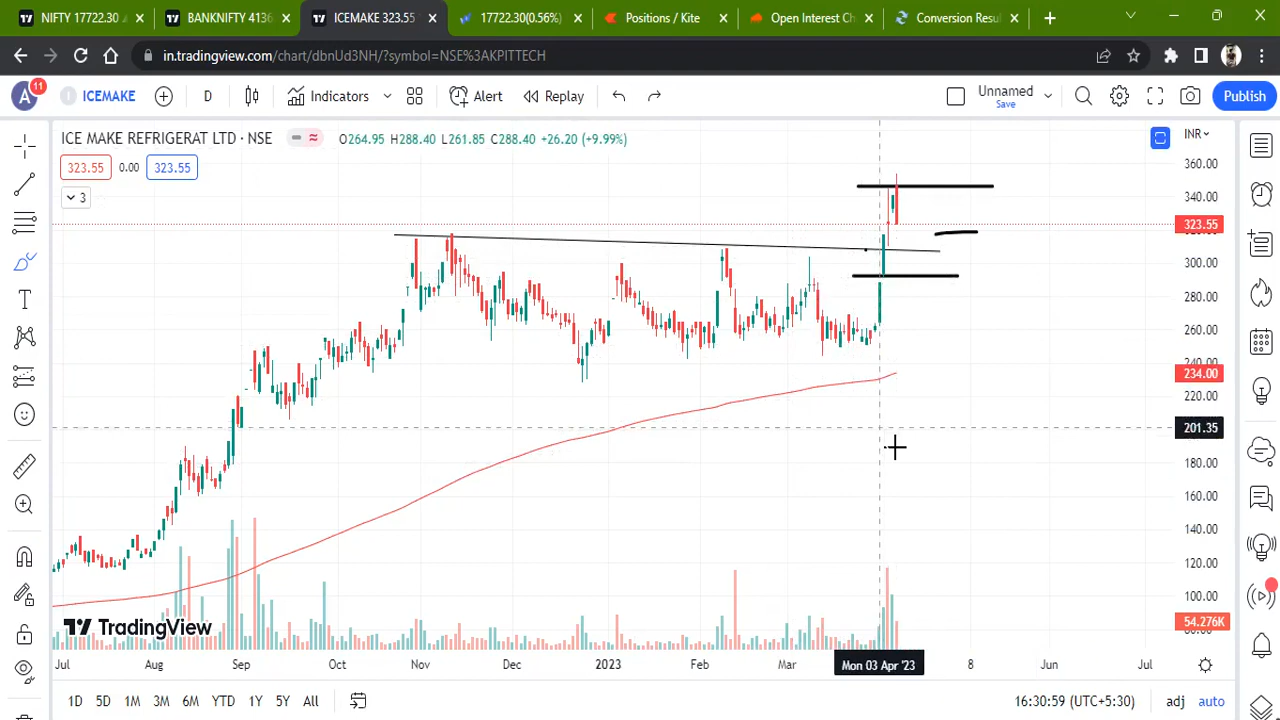 NIFTY 17722.30
BANKNIFTY 4136
ICEMAKE 323.55
17722.30(0.56%)
Positions / Kite
Open Interest Ch
Conversion Resul
in.tradingview.com/chart/dbnUd3NH/?symbol=NSE%3AKPITTECH
A 11
ICEMAKE
D
Indicators
Alert
Replay
Unnamed
Save
Publish
ICE MAKE REFRIGERAT LTD · NSE
O264.95 H288.40 L261.85 C288.40 +26.20 (+9.99%)
INR
323.55 0.00 323.55
3
360.00
340.00
323.55
300.00
280.00
260.00
240.00
234.00
220.00
201.35
180.00
160.00
140.00
120.00
100.00
54.276K
TradingView
Jul Aug Sep Oct Nov Dec 2023 Feb Mar Mon 03 Apr '23 8 Jun Jul
1D 5D 1M 3M 6M YTD 1Y 5Y All
16:30:59 (UTC+5:30) adj auto